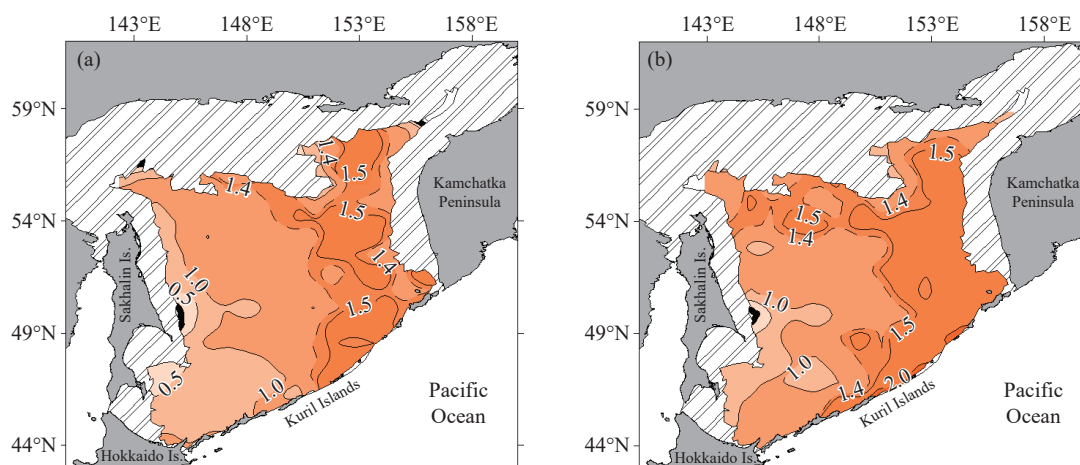 143°E 148°E 153°E 158°E
(a)
59°N
54°N
49°N
44°N
1.4
1.5
1.4
1.5
1.4
1.5
1.0
0.5
0.5
1.0
Kamchatka
Peninsula
Sakhalin Is.
Kuril Islands
Pacific
Ocean
Hokkaido Is.
143°E 148°E 153°E 158°E
(b)
59°N
54°N
49°N
44°N
1.5
1.4
1.5
1.4
1.0
1.5
1.0
1.4
2.0
Kamchatka
Peninsula
Sakhalin Is.
Kuril Islands
Pacific
Ocean
Hokkaido Is.